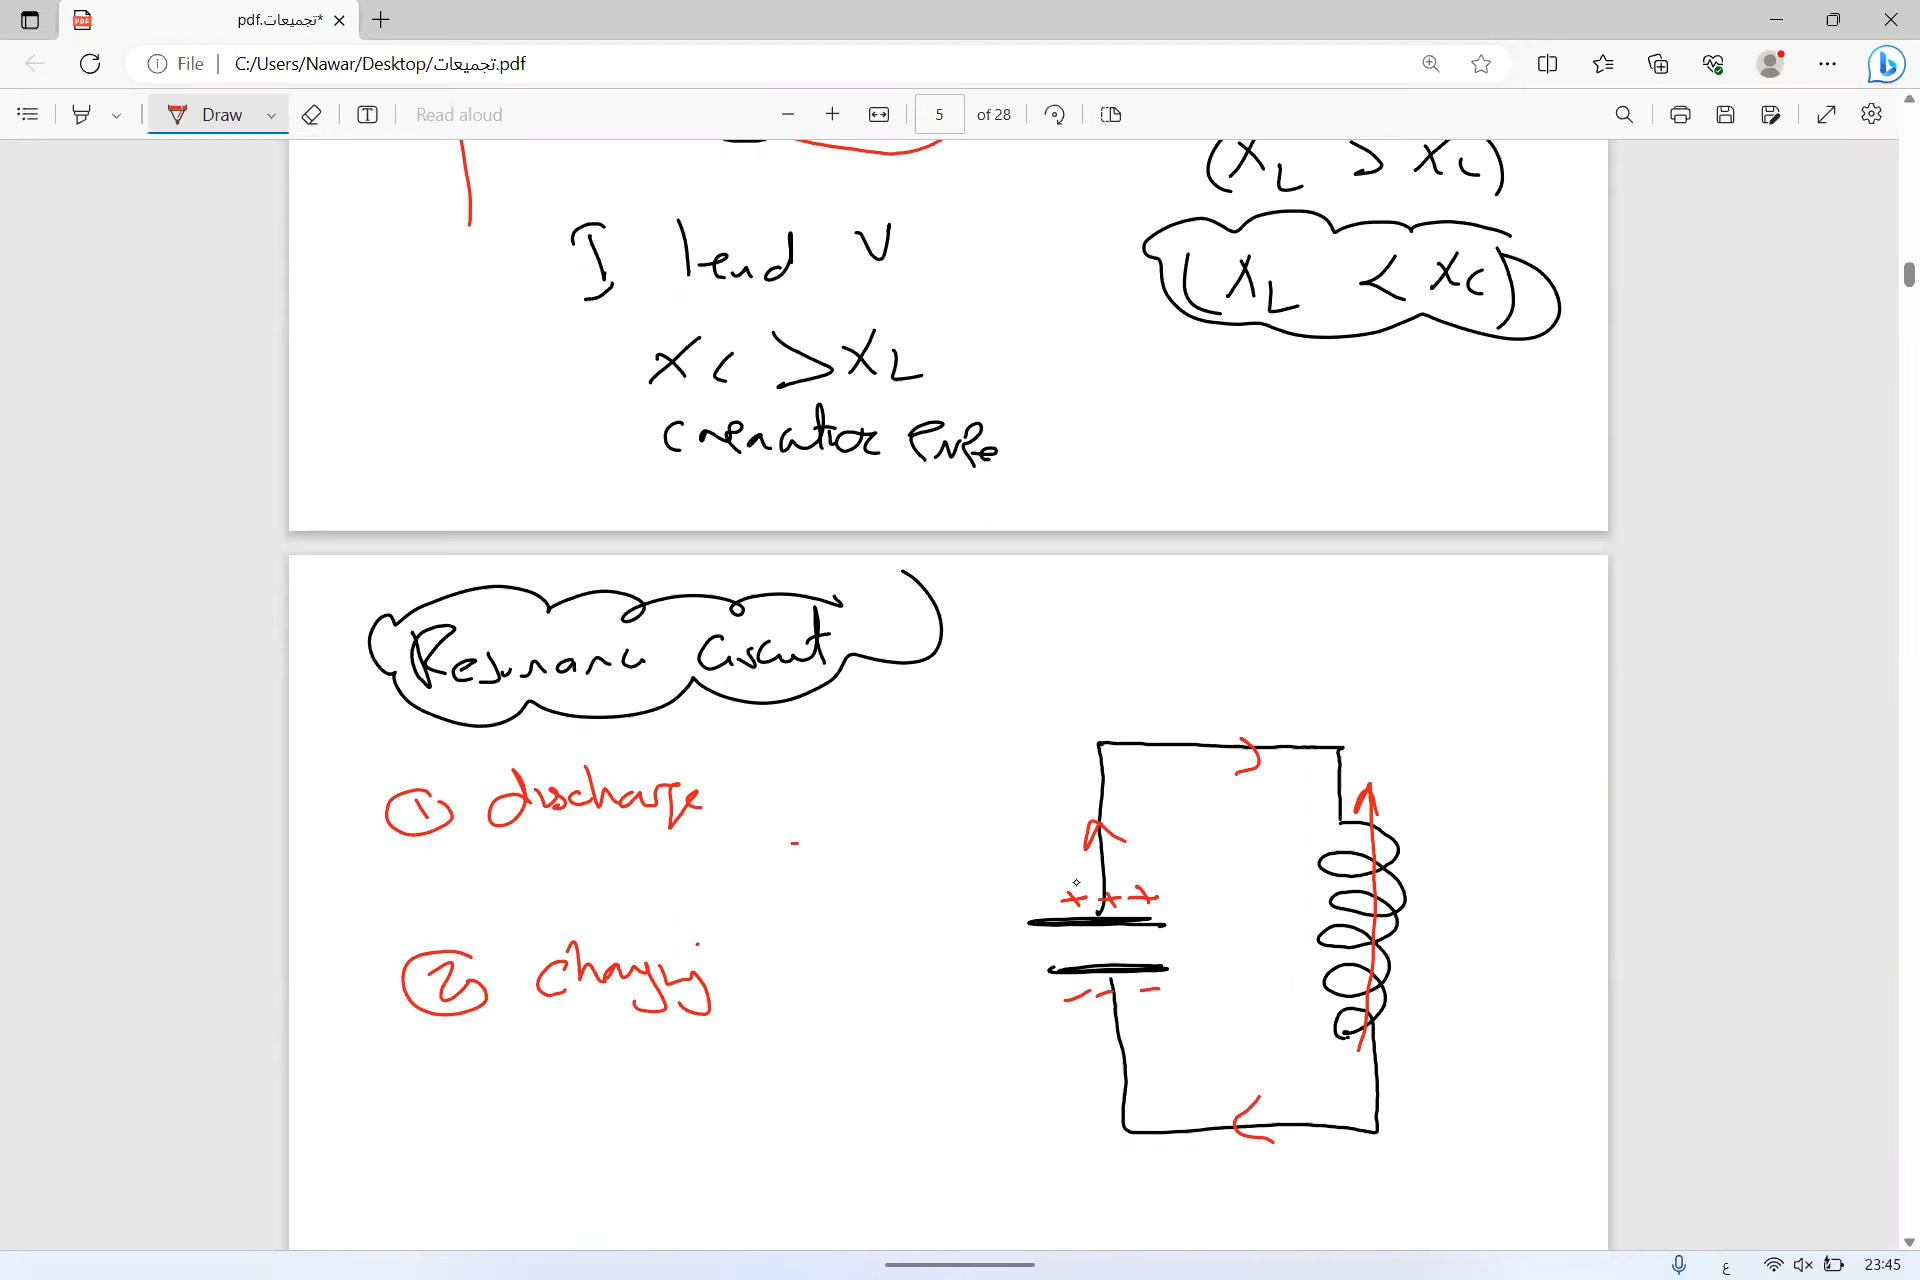 تجميعات.pdf*
File | C:/Users/Nawar/Desktop/تجميعات.pdf
Draw Read aloud 5 of 28
(XL > XC)
I lead V
(XL < XC)
XC > XL
Resonance Circuit
① discharge
+ + +
② charging
- - -
ع 23:45